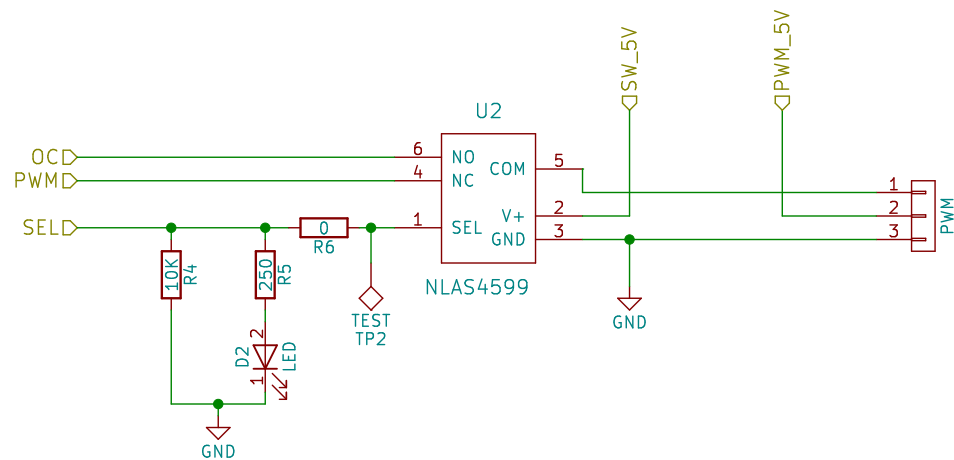 SW_5V
PWM_5V
U2
OC
6
NO
5
COM
PWM
4
NC
1
2
V+
2
PWM
SEL
1
SEL
0
R6
3
GND
3
10K
R4
250
R5
NLAS4599
TEST
TP2
GND
2
D2
LED
1
GND